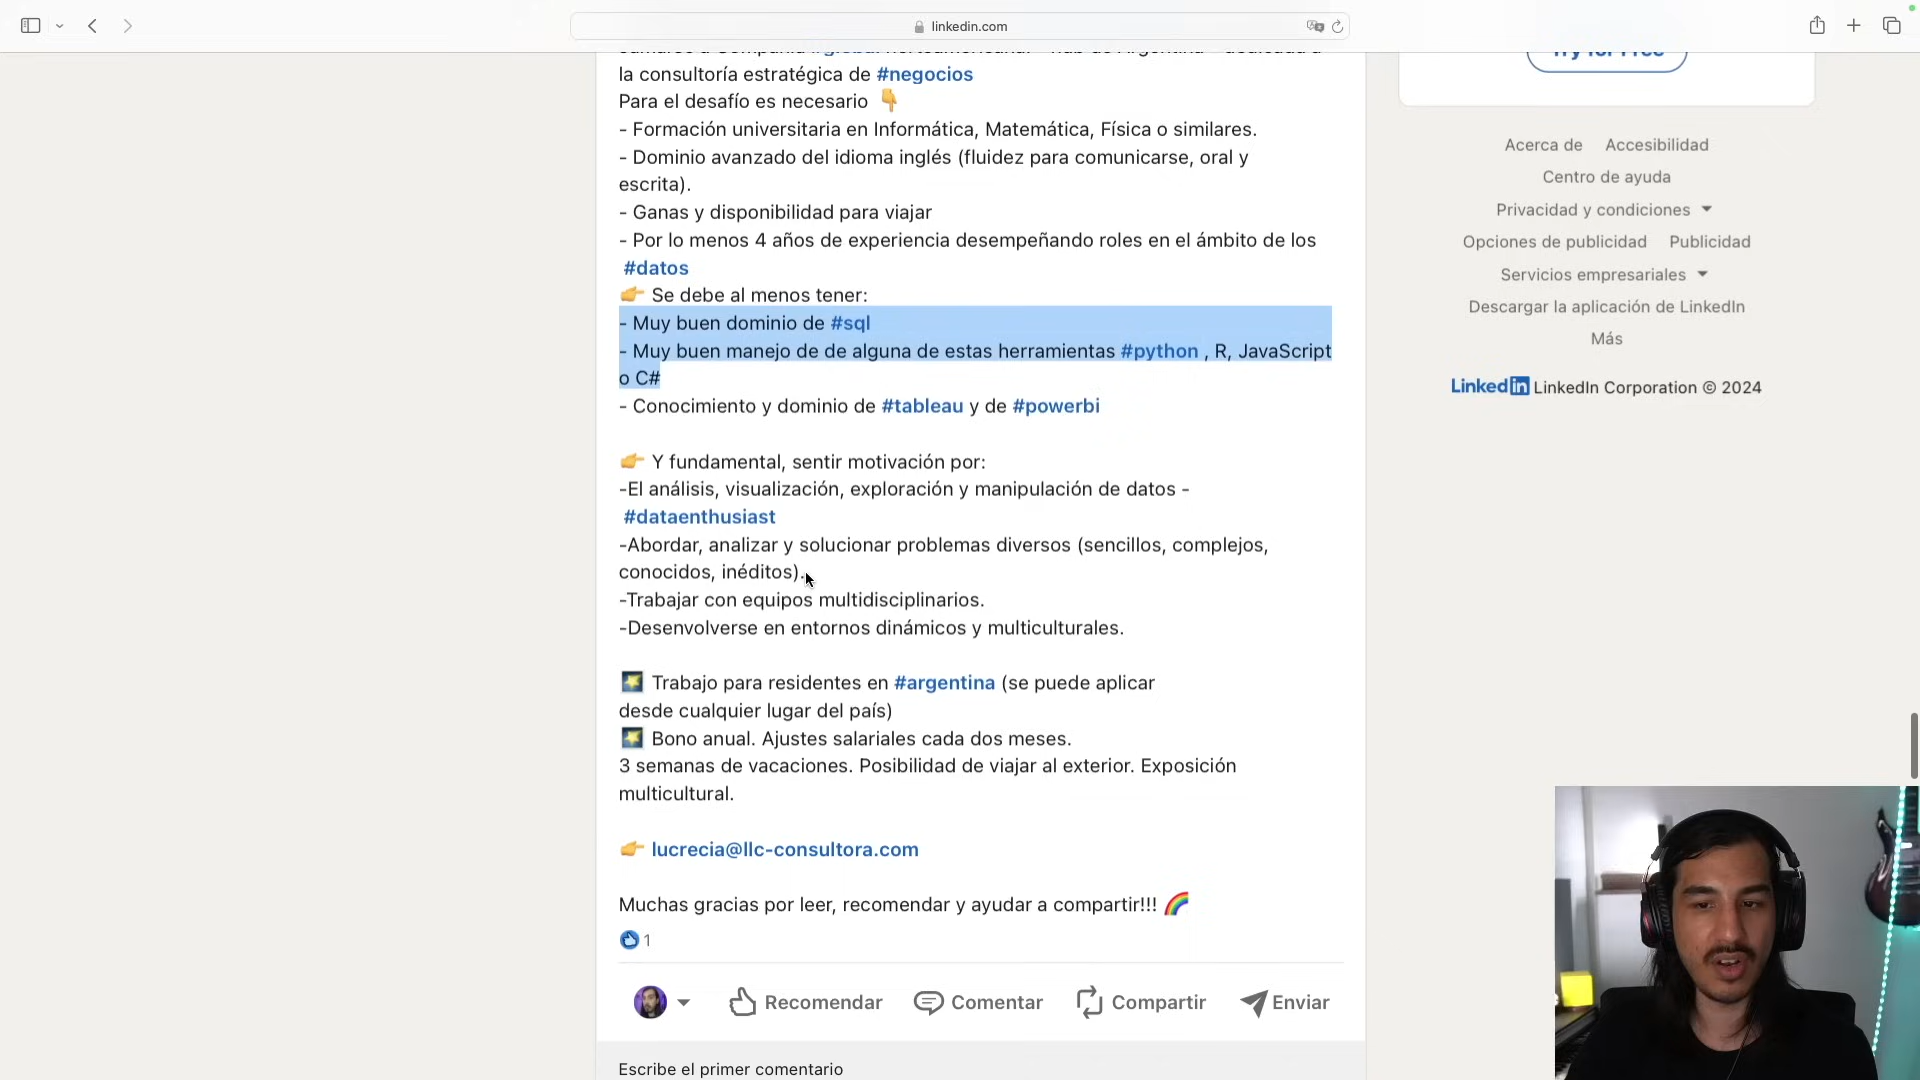 linkedin.com
la consultoría estratégica de #negocios
Para el desafío es necesario 👇
- Formación universitaria en Informática, Matemática, Física o similares.
- Dominio avanzado del idioma inglés (fluidez para comunicarse, oral y
escrita).
- Ganas y disponibilidad para viajar
- Por lo menos 4 años de experiencia desempeñando roles en el ámbito de los
#datos
👉 Se debe al menos tener:
- Muy buen dominio de #sql
- Muy buen manejo de de alguna de estas herramientas #python , R, JavaScript
o C#
- Conocimiento y dominio de #tableau y de #powerbi
👉 Y fundamental, sentir motivación por:
-El análisis, visualización, exploración y manipulación de datos -
#dataenthusiast
-Abordar, analizar y solucionar problemas diversos (sencillos, complejos,
conocidos, inéditos).
-Trabajar con equipos multidisciplinarios.
-Desenvolverse en entornos dinámicos y multiculturales.
Trabajo para residentes en #argentina (se puede aplicar
desde cualquier lugar del país)
Bono anual. Ajustes salariales cada dos meses.
3 semanas de vacaciones. Posibilidad de viajar al exterior. Exposición
multicultural.
👉 lucrecia@llc-consultora.com
Muchas gracias por leer, recomendar y ayudar a compartir!!! 🌈
1
Recomendar Comentar Compartir Enviar
Escribe el primer comentario
Try for Free
Acerca de Accesibilidad
Centro de ayuda
Privacidad y condiciones
Opciones de publicidad Publicidad
Servicios empresariales
Descargar la aplicación de LinkedIn
Más
LinkedIn LinkedIn Corporation © 2024